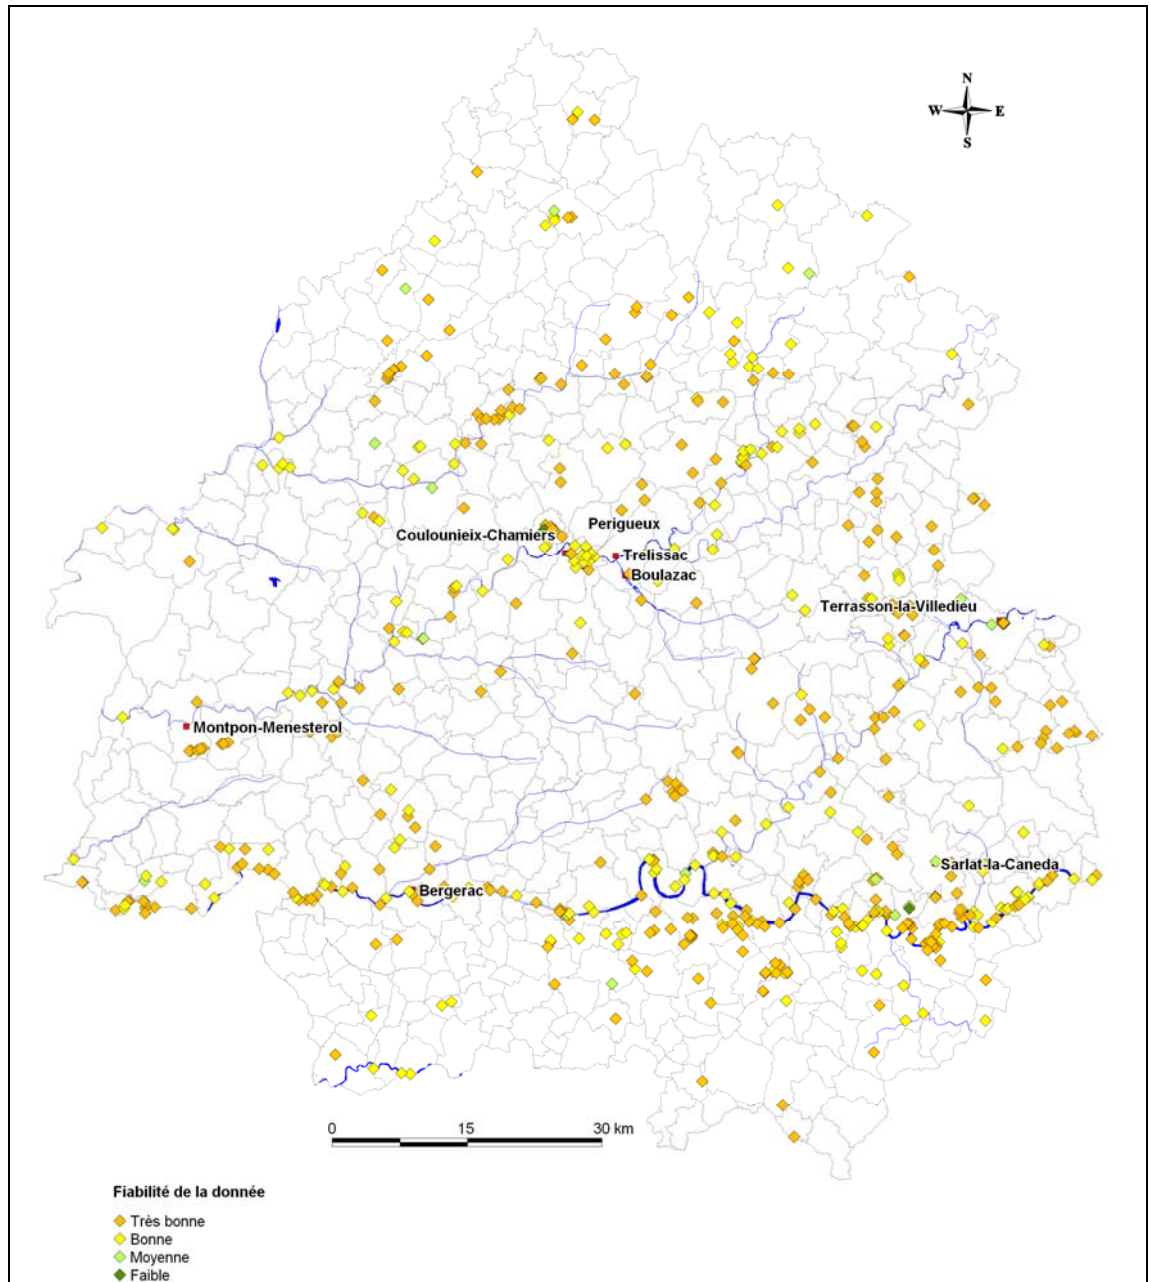 N
W E
S
Perigueux
Coulounieix-Chamiers
Trelissac
Boulazac
Terrasson-la-Villedieu
Montpon-Menesterol
Sarlat-la-Caneda
Bergerac
0 15 30 km
Fiabilité de la donnée
Très bonne
Bonne
Moyenne
Faible